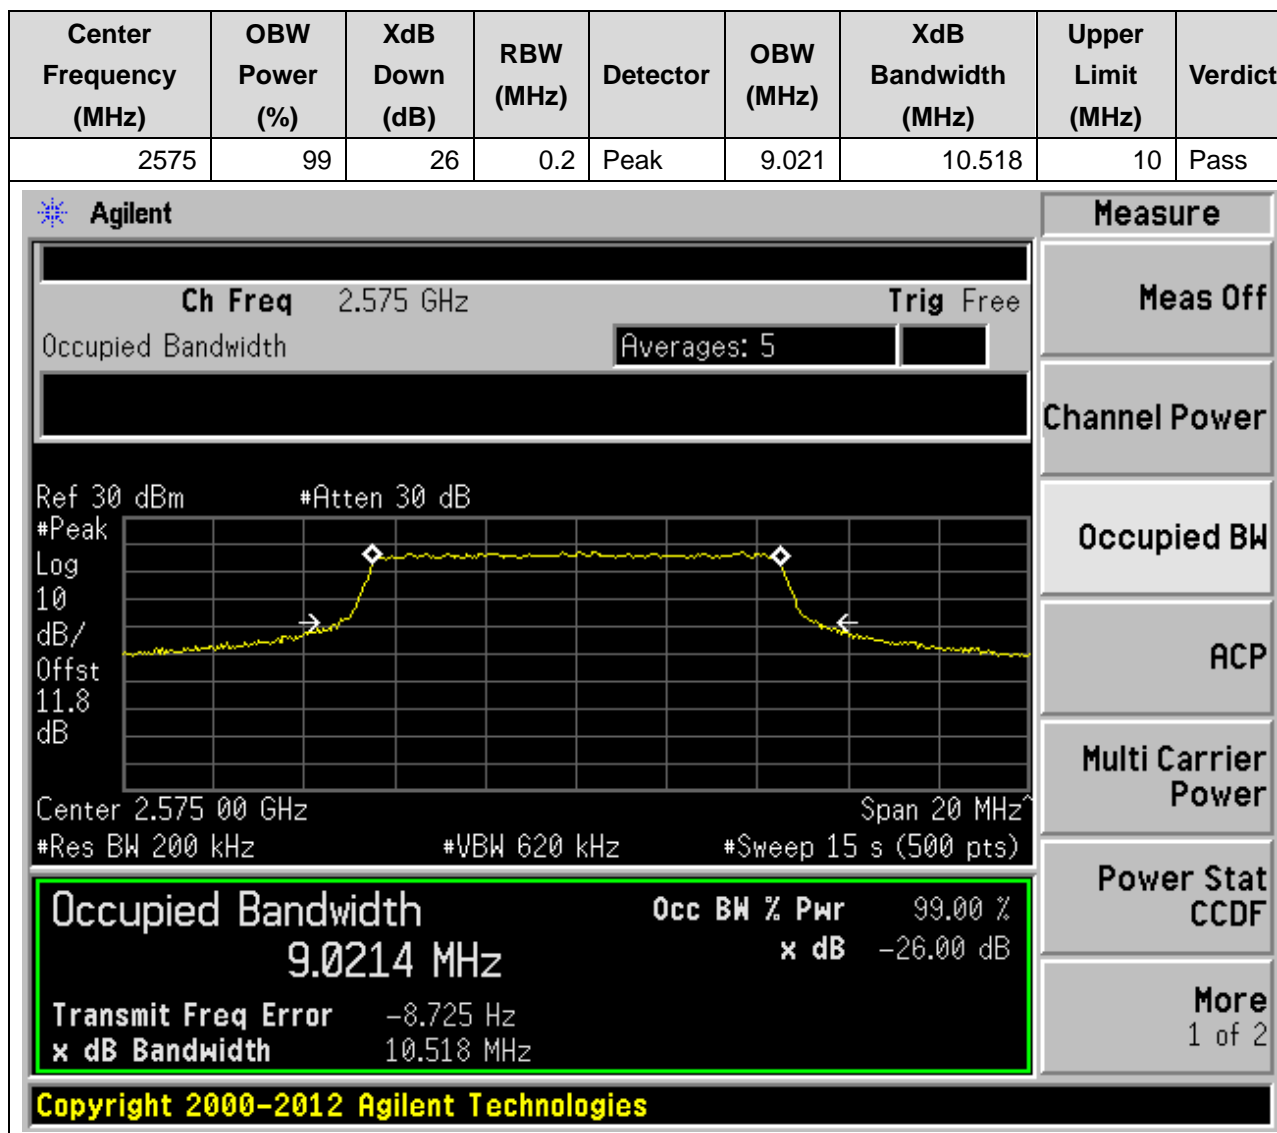 Center Frequency (MHz) OBW Power (%) XdB Down (dB) RBW (MHz) Detector OBW (MHz) XdB Bandwidth (MHz) Upper Limit (MHz) Verdict
2575 99 26 0.2 Peak 9.021 10.518 10 Pass
Agilent
Measure
Ch Freq 2.575 GHz Trig Free
Occupied Bandwidth Averages: 5
Ref 30 dBm #Atten 30 dB
#Peak
Log
10
dB/
Offst
11.8
dB
Center 2.575 00 GHz Span 20 MHz^
#Res BW 200 kHz #VBW 620 kHz #Sweep 15 s (500 pts)
Occupied Bandwidth Occ BW % Pwr 99.00 %
9.0214 MHz x dB -26.00 dB
Transmit Freq Error -8.725 Hz
x dB Bandwidth 10.518 MHz
Meas Off
Channel Power
Occupied BW
ACP
Multi Carrier
Power
Power Stat
CCDF
More
1 of 2
Copyright 2000-2012 Agilent Technologies